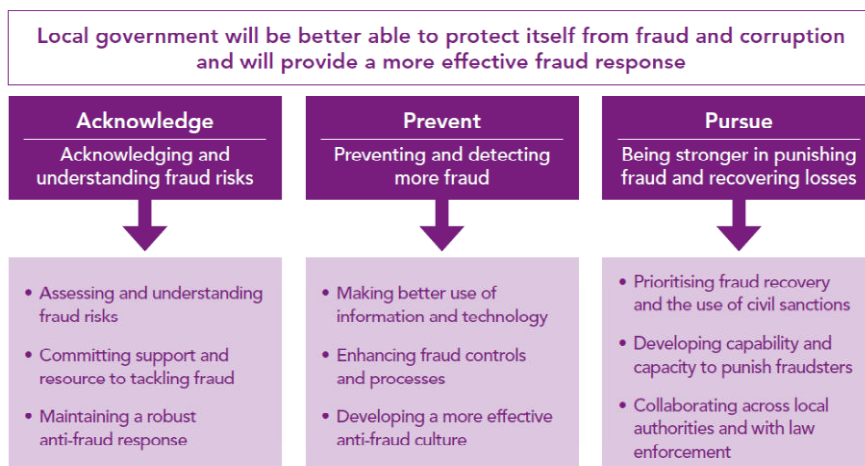 Local government will be better able to protect itself from fraud and corruption
and will provide a more effective fraud response
Acknowledge
Acknowledging and
understanding fraud risks
• Assessing and understanding
fraud risks
• Committing support and
resource to tackling fraud
• Maintaining a robust
anti-fraud response
Prevent
Preventing and detecting
more fraud
• Making better use of
information and technology
• Enhancing fraud controls
and processes
• Developing a more effective
anti-fraud culture
Pursue
Being stronger in punishing
fraud and recovering losses
• Prioritising fraud recovery
and the use of civil sanctions
• Developing capability and
capacity to punish fraudsters
• Collaborating across local
authorities and with law
enforcement